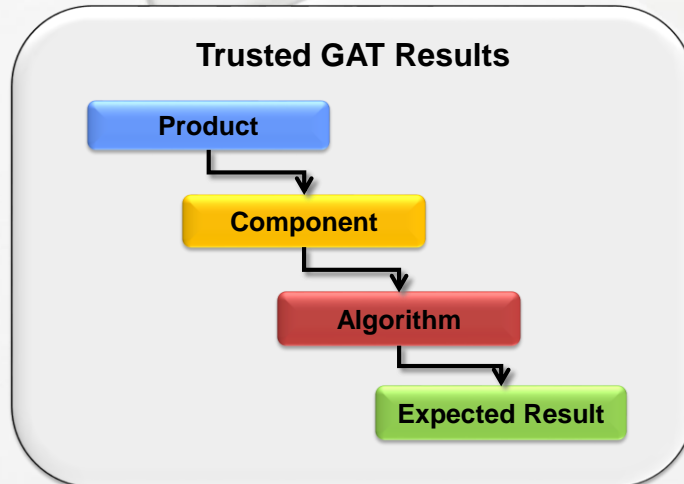 Trusted GAT Results
Product
Component
Algorithm
Expected Result